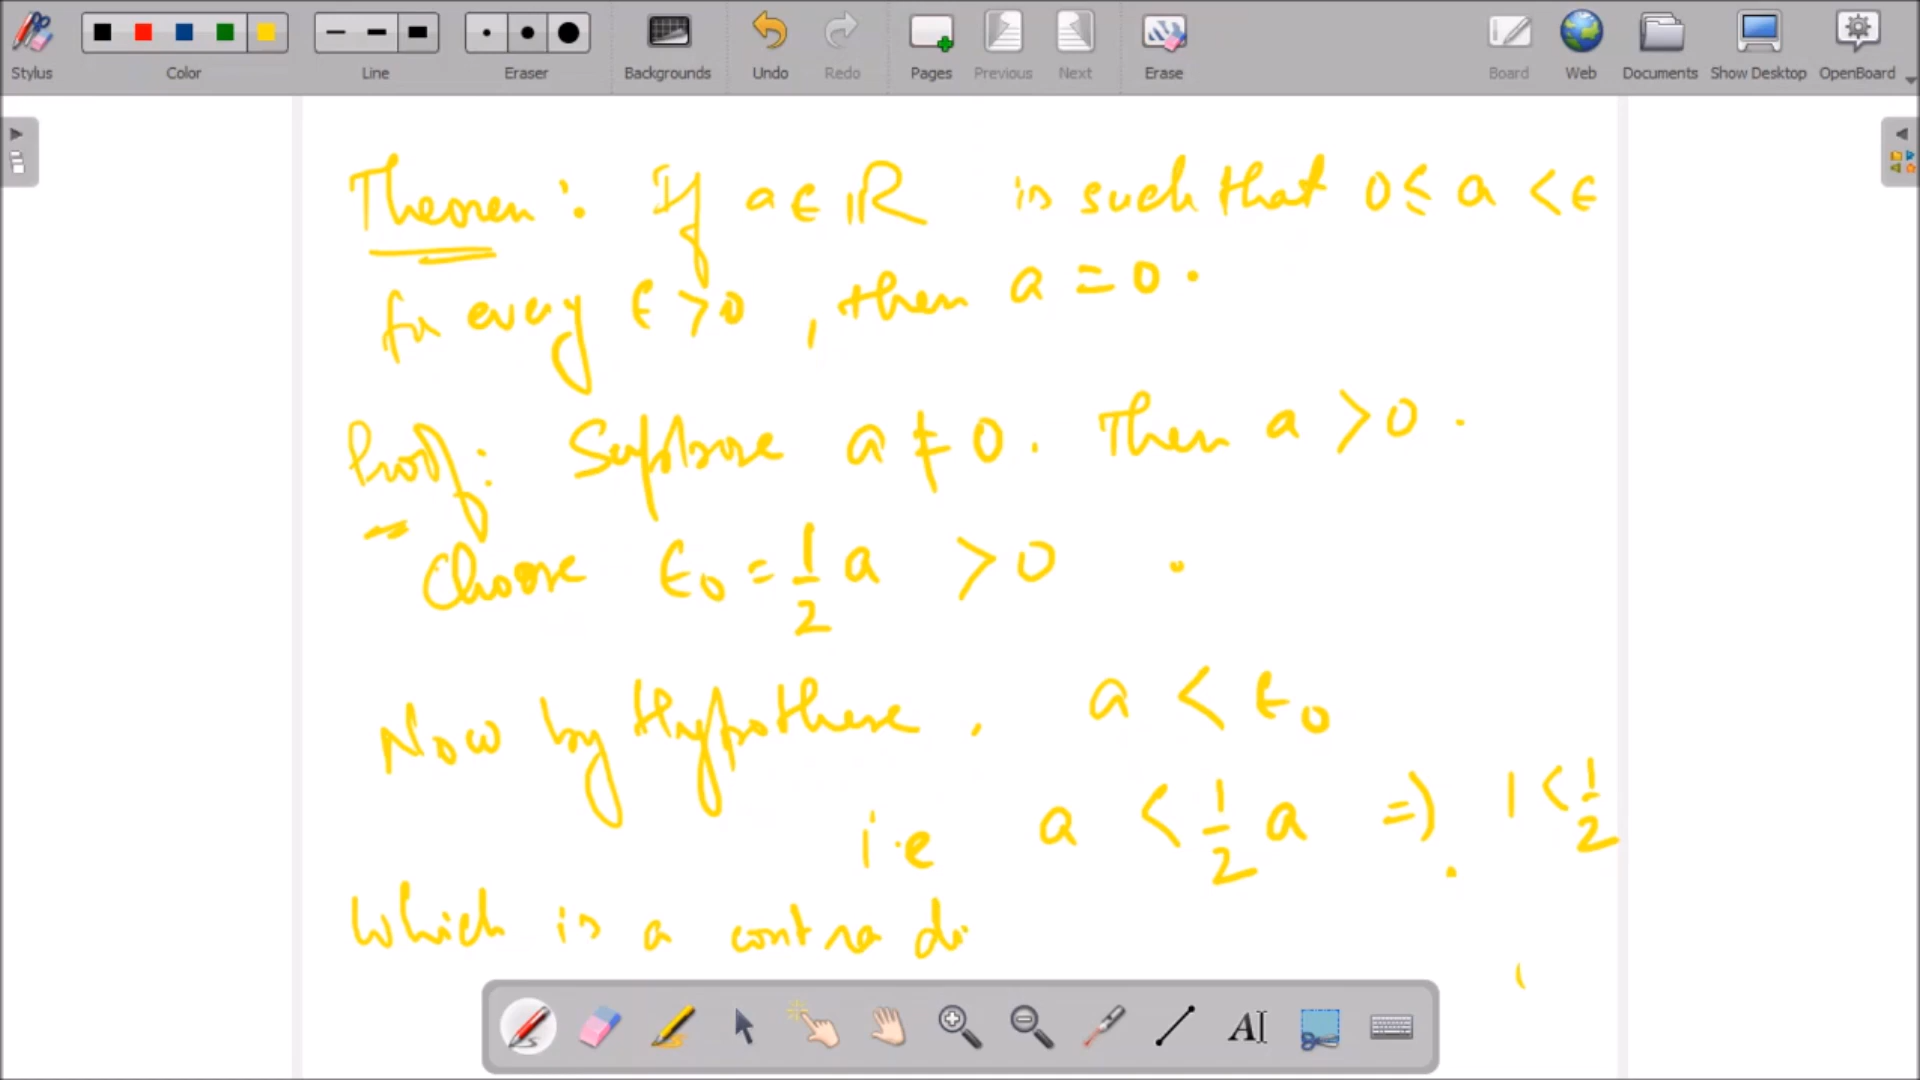 Stylus Color Line Eraser Backgrounds Undo Redo Pages Previous Next Erase Board Web Documents Show Desktop OpenBoard
Theorem: If a ∈ ℝ is such that 0 ≤ a < ε
for every ε > 0, then a = 0.
Proof: Suppose a ≠ 0. Then a > 0.
Choose ε₀ = 1/2 a > 0.
Now by Hypothese, a < ε₀
i.e a < 1/2 a ⇒ 1 < 1/2
Which is a contradi